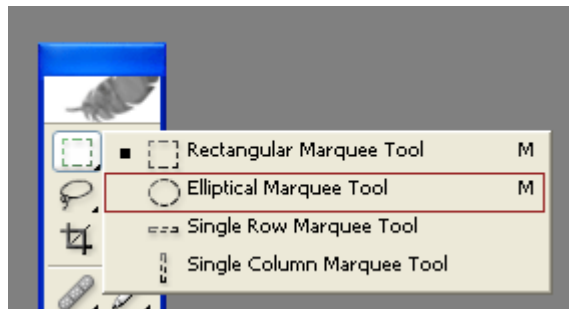 Rectangular Marquee Tool M
Elliptical Marquee Tool M
Single Row Marquee Tool
Single Column Marquee Tool